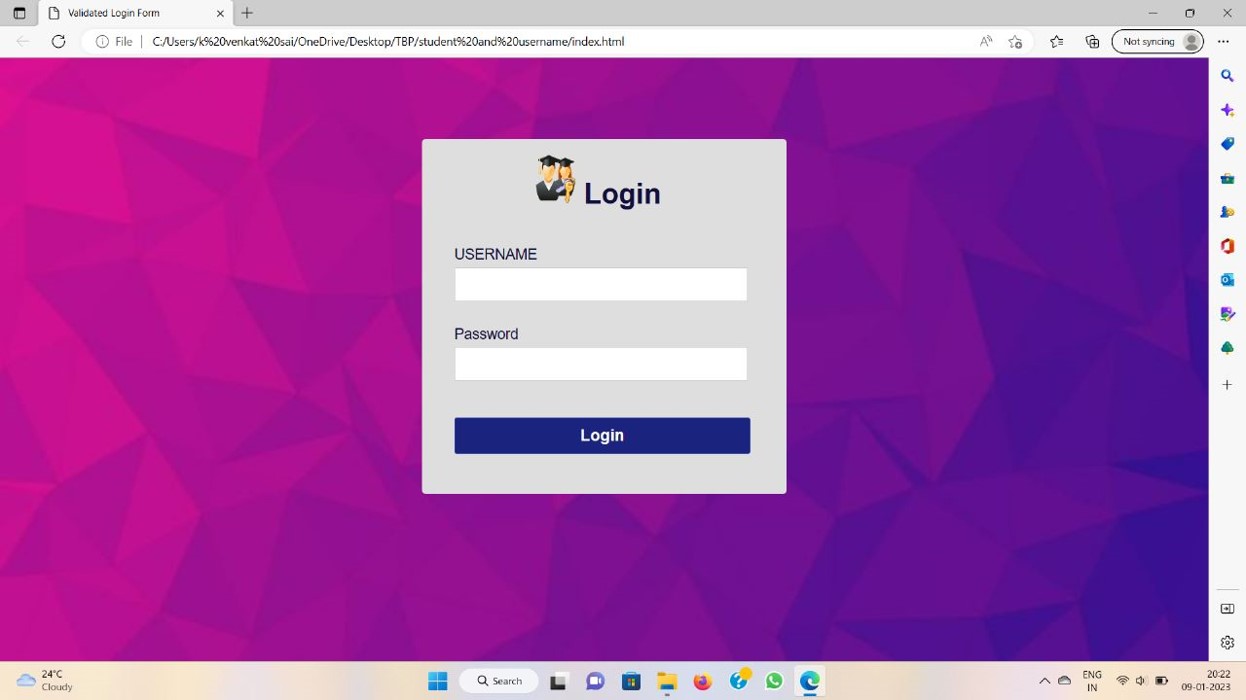 Validated Login Form
File
C:/Users/k%20venkat%20sai/OneDrive/Desktop/TBP/student%20and%20username/index.html
Not syncing
Login
USERNAME
Password
Login
24°C
Cloudy
Search
ENG
IN
20:22
09-01-2023